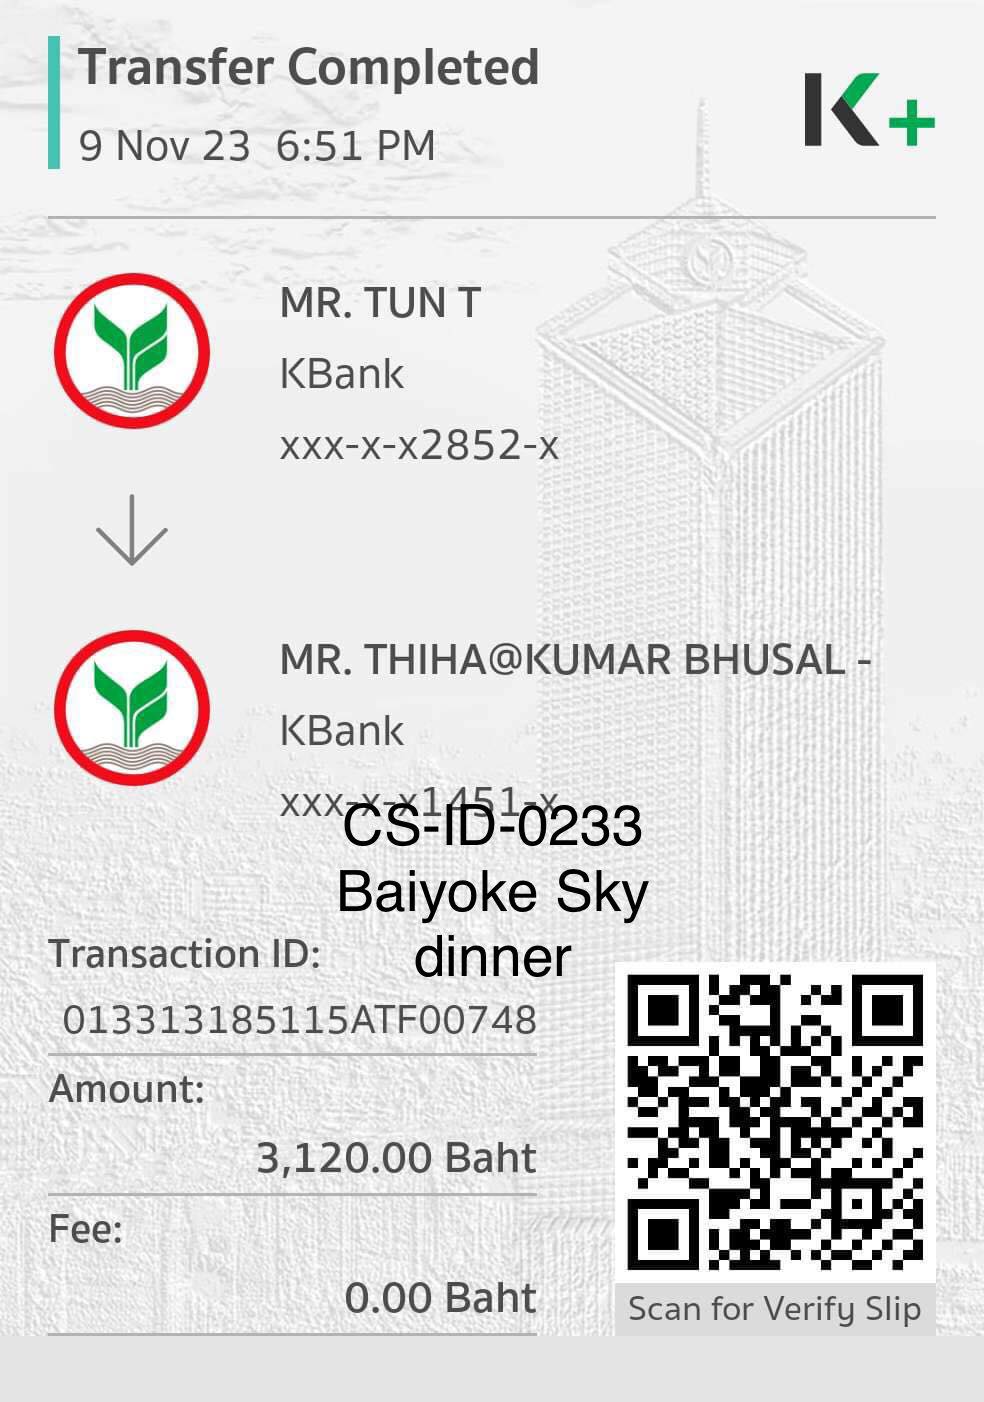 Transfer Completed
9 Nov 23 6:51 PM
K+
MR. TUN T
KBank
xxx-x-x2852-x
MR. THIHA@KUMAR BHUSAL -
KBank
xxx-x-x1451-x
CS-ID-0233
Baiyoke Sky
dinner
Transaction ID:
013313185115ATF00748
Amount:
3,120.00 Baht
Fee:
0.00 Baht
Scan for Verify Slip